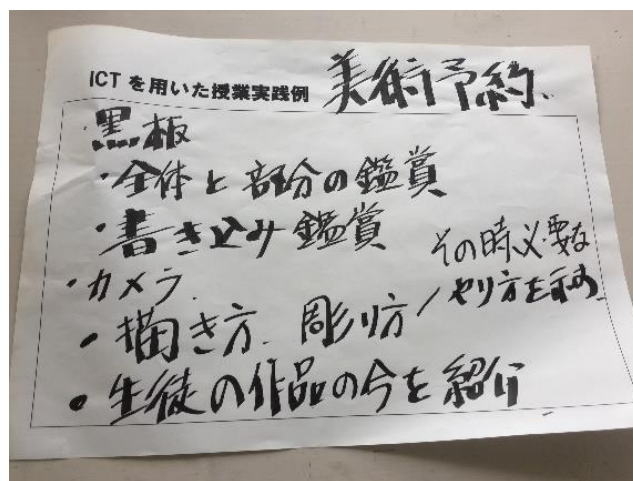 ICTを用いた授業実践例 美術予約、
黒板
・全体と部分の鑑賞
・書き込み鑑賞
・カメラ
・描き方、彫り方/その時必要な
やり方を示す
・生徒の作品の今を紹介